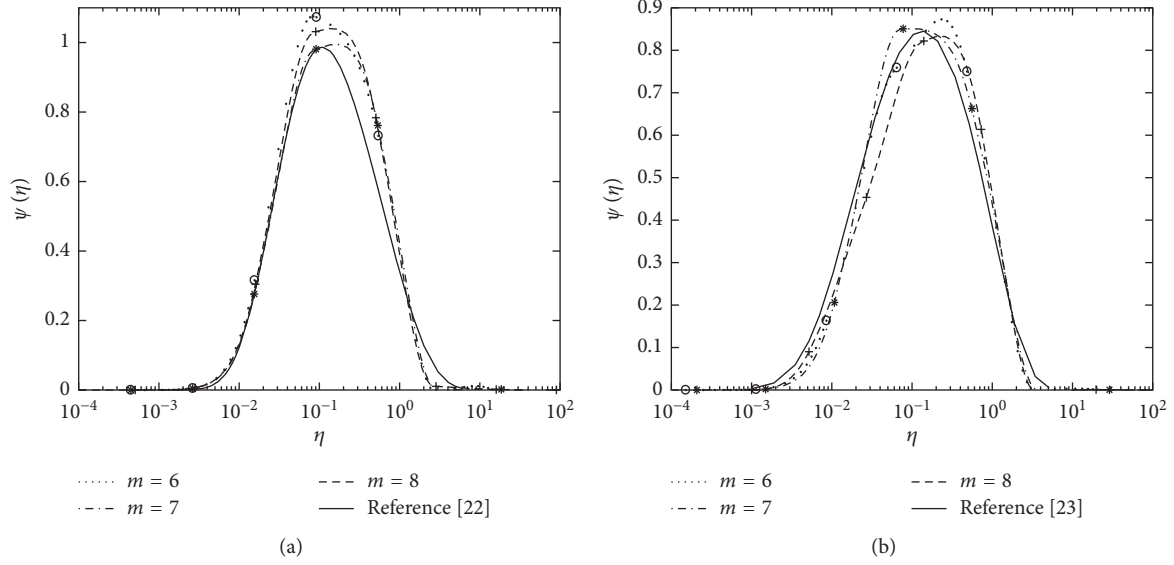 1
0.8
0.6
0.4
0.2
0
ψ (η)
10⁻⁴ 10⁻³ 10⁻² 10⁻¹ 10⁰ 10¹ 10²
η
m = 6
m = 7
m = 8
Reference [22]
(a)
0.9
0.8
0.7
0.6
0.5
0.4
0.3
0.2
0.1
0
ψ (η)
10⁻⁴ 10⁻³ 10⁻² 10⁻¹ 10⁰ 10¹ 10²
η
m = 6
m = 7
m = 8
Reference [23]
(b)